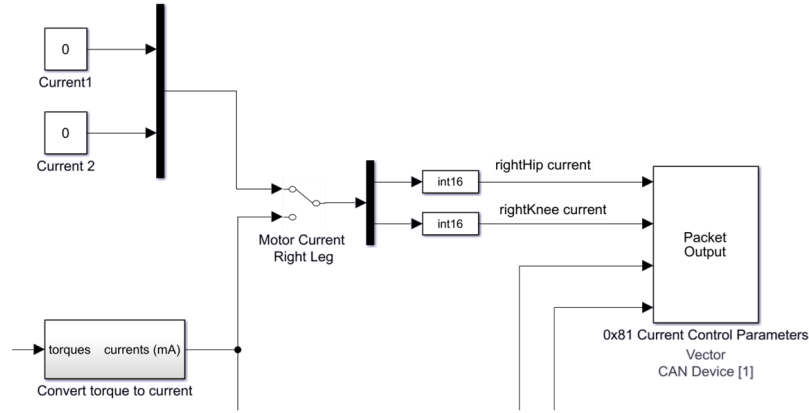 0
Current1
0
Current 2
rightHip current
int16
rightKnee current
int16
Motor Current
Right Leg
Packet
Output
torques currents (mA)
Convert torque to current
0x81 Current Control Parameters
Vector
CAN Device [1]